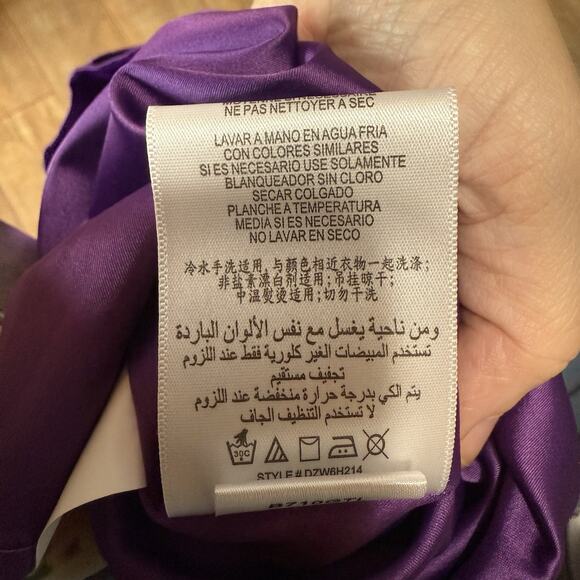 NE PAS NETTOYER A SEC
LAVAR A MANO EN AGUA FRIA
CON COLORES SIMILARES
SI ES NECESARIO USE SOLAMENTE
BLANQUEADOR SIN CLORO
SECAR COLGADO
PLANCHE A TEMPERATURA
MEDIA SI ES NECESARIO
NO LAVAR EN SECO
冷水手洗适用,与颜色相近衣物一起洗涤;
非盐素漂白剂适用;吊挂晾干;
中温熨烫适用;切勿干洗
ومن ناحية يغسل مع نفس الألوان الباردة
تستخدم المبيضات الغير كلورية فقط عند اللزوم
تجفيف مستقيم
يتم الكي بدرجة حرارة منخفضة عند اللزوم
لا تستخدم التنظيف الجاف
30C
STYLE # DZW6H214